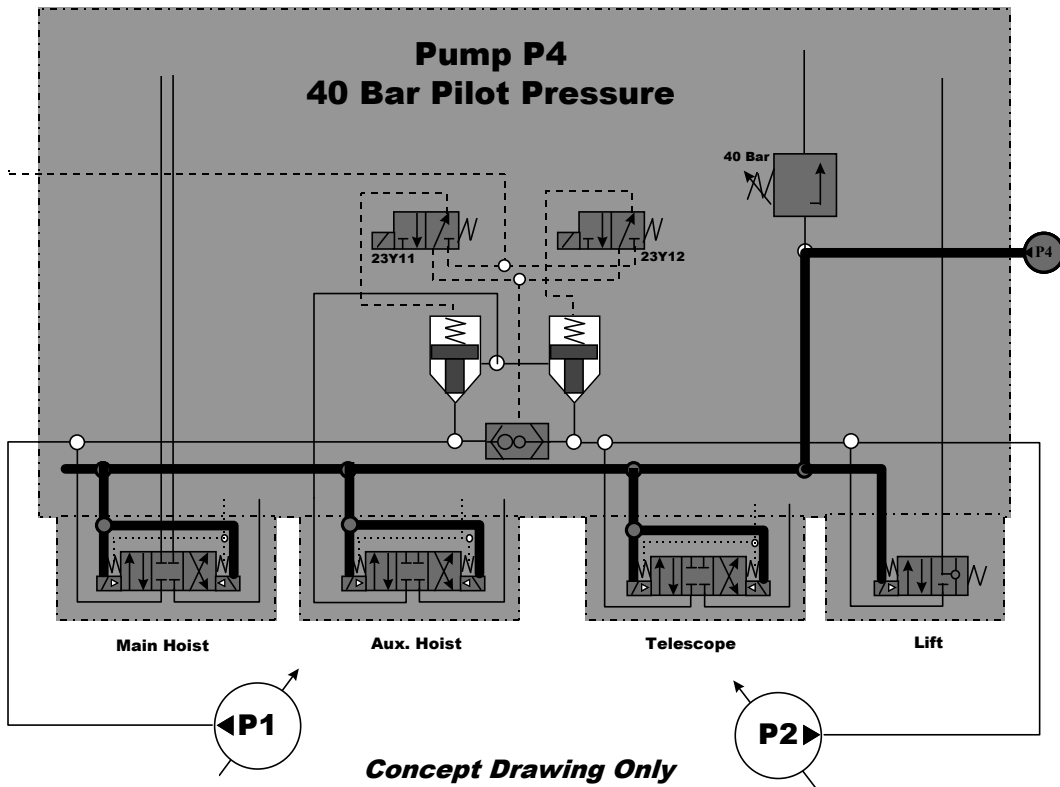 Pump P4
40 Bar Pilot Pressure
40 Bar
23Y11
23Y12
P4
Main Hoist
Aux. Hoist
Telescope
Lift
P1
P2
Concept Drawing Only